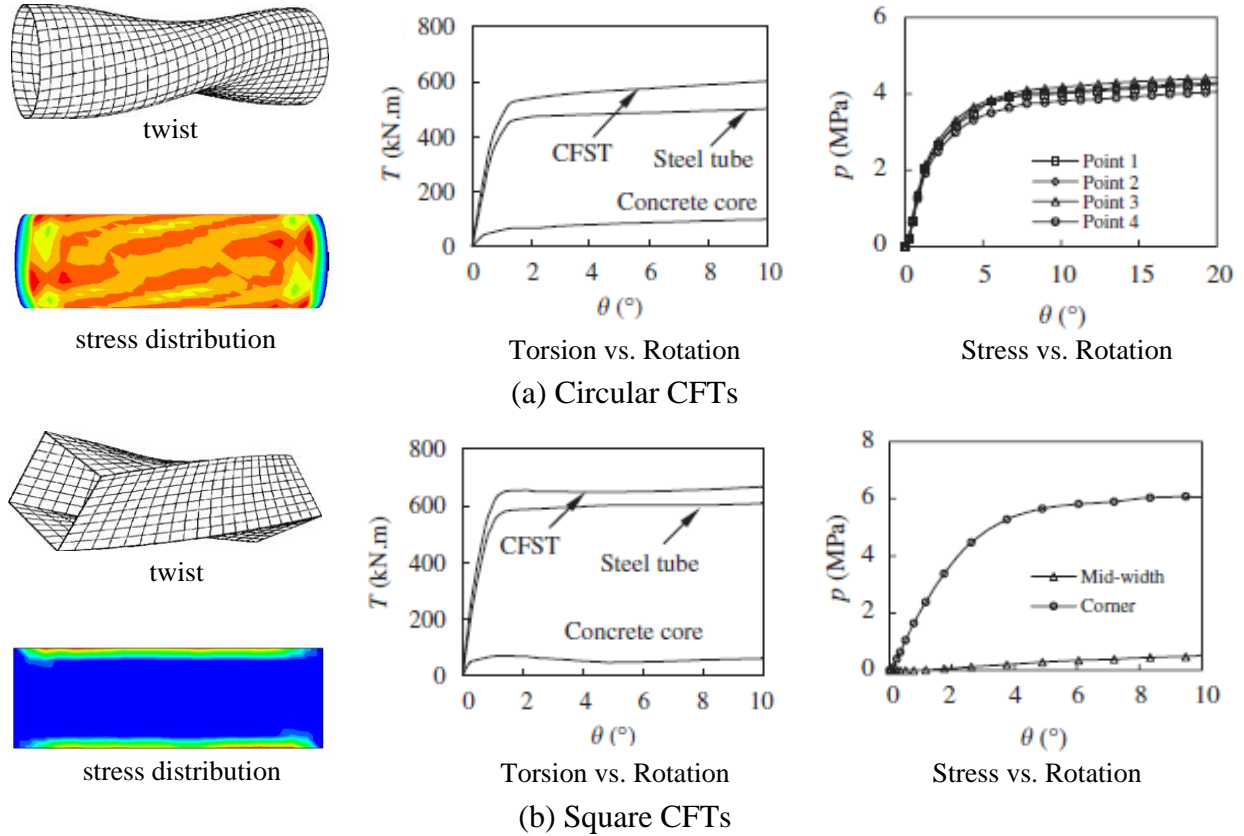 twist
stress distribution
800
600
400
200
0
T (kN.m)
CFST
Steel tube
Concrete core
0 2 4 6 8 10
θ (°)
Torsion vs. Rotation
6
4
2
0
p (MPa)
Point 1
Point 2
Point 3
Point 4
0 5 10 15 20
θ (°)
Stress vs. Rotation
(a) Circular CFTs
twist
stress distribution
800
600
400
200
0
T (kN.m)
CFST
Steel tube
Concrete core
0 2 4 6 8 10
θ (°)
Torsion vs. Rotation
8
6
4
2
0
p (MPa)
Mid-width
Corner
0 2 4 6 8 10
θ (°)
Stress vs. Rotation
(b) Square CFTs